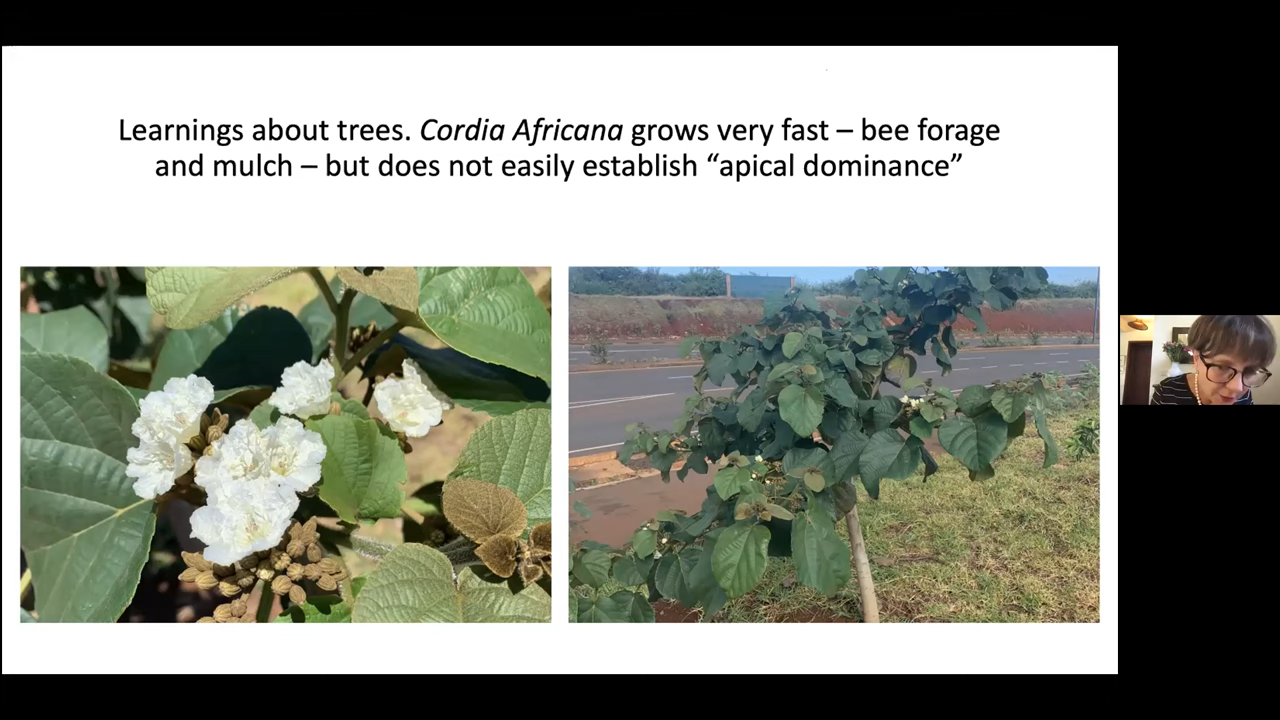 Learnings about trees. Cordia Africana grows very fast – bee forage
and mulch – but does not easily establish “apical dominance”